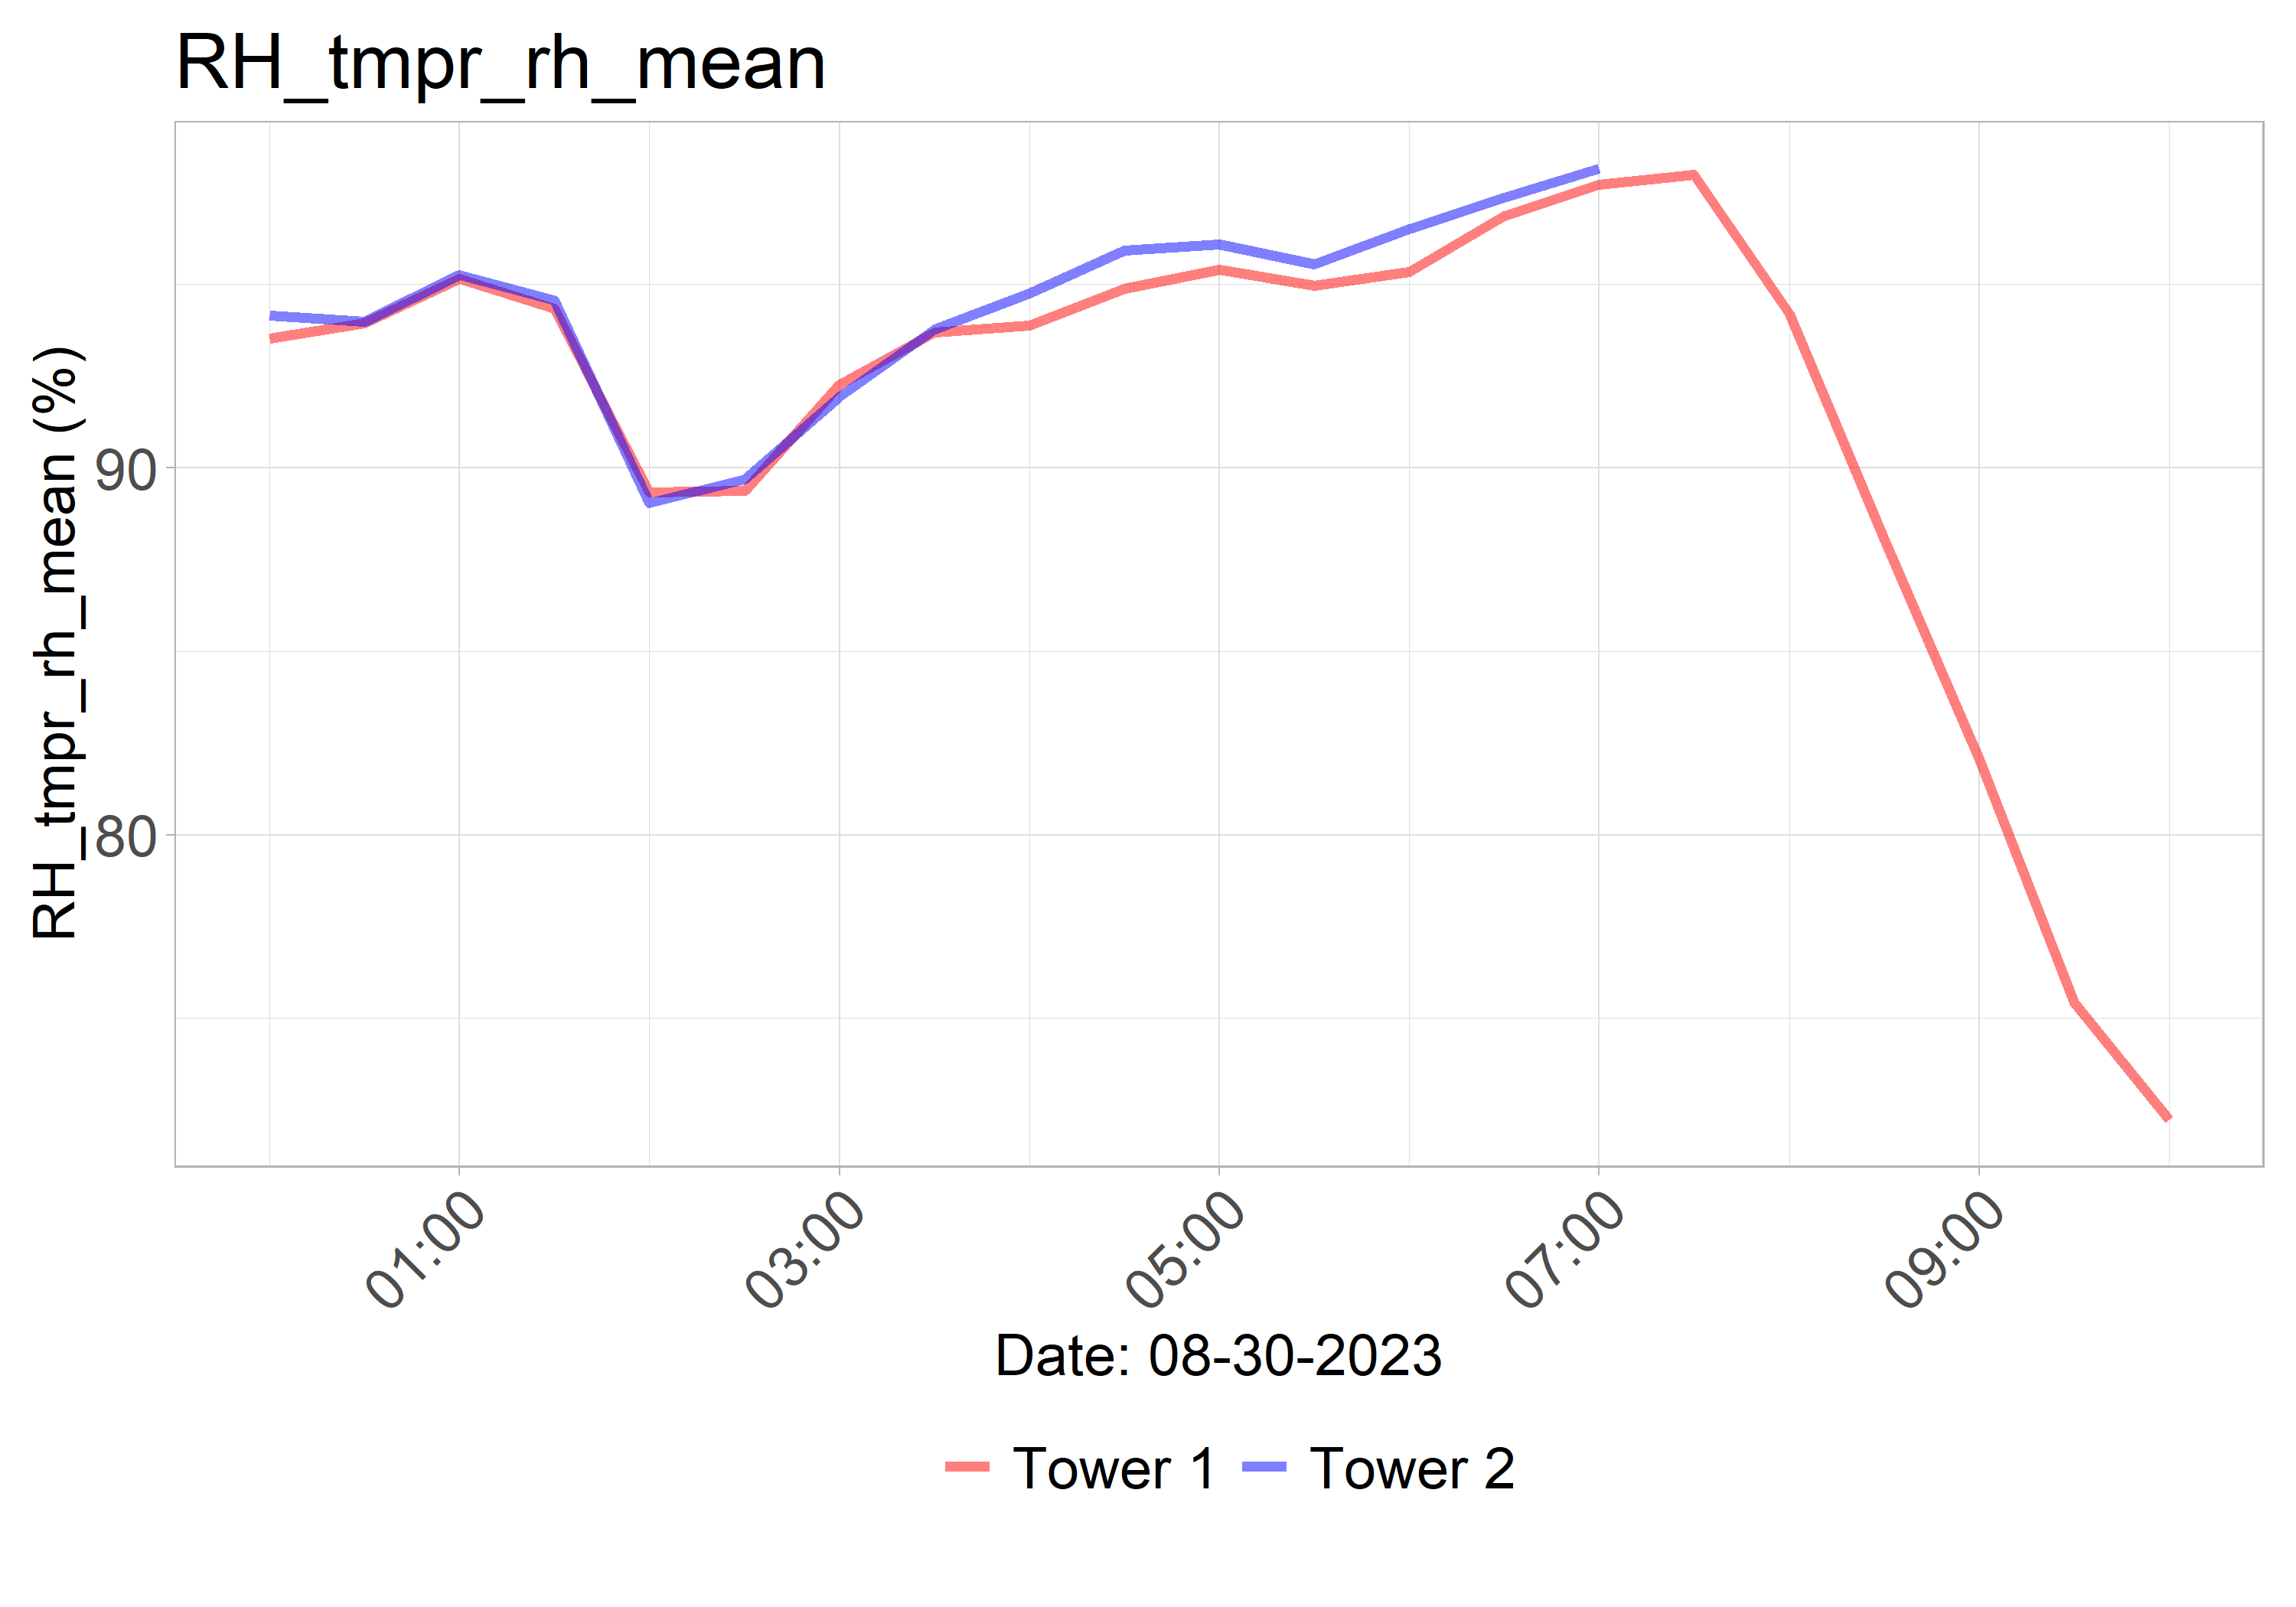 RH_tmpr_rh_mean
RH_tmpr_rh_mean (%)
90
80
01:00
03:00
05:00
07:00
09:00
Date: 08-30-2023
Tower 1
Tower 2